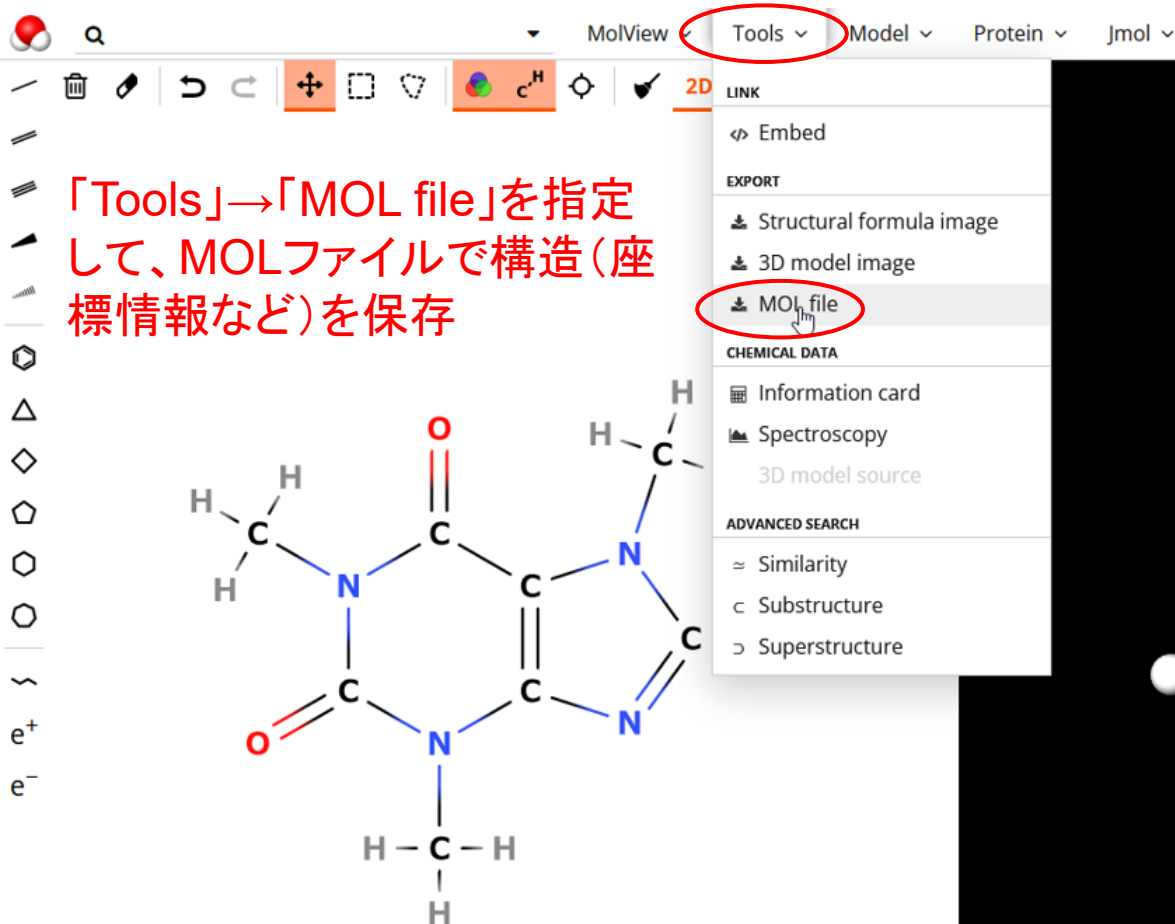 MolView Tools Model Protein Jmol
C'H 2D
LINK
Embed
EXPORT
Structural formula image
3D model image
MOL file
CHEMICAL DATA
Information card
Spectroscopy
3D model source
ADVANCED SEARCH
≃ Similarity
⊂ Substructure
⊃ Superstructure
「Tools」→「MOL file」を指定
して、MOLファイルで構造（座
標情報など）を保存
e⁺
e⁻
H
O H C
H H
C C
H N N
C
N C
C C
O N N
H C H
H